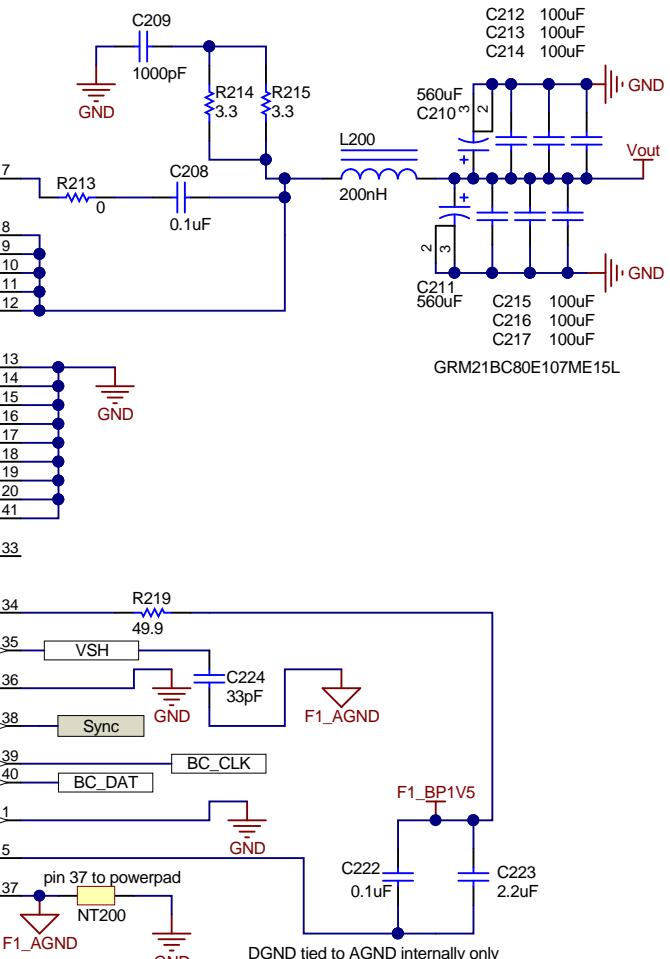 C209
1000pF
GND
R214
3.3
R215
3.3
C212 100uF
C213 100uF
C214 100uF
560uF
C210
3
2
GND
L200
200nH
Vout
7
R213
0
C208
0.1uF
8
9
10
11
12
2
3
C211
560uF
GND
C215 100uF
C216 100uF
C217 100uF
GRM21BC80E107ME15L
13
14
15
16
17
18
19
20
41
GND
33
34
R219
49.9
35
VSH
36
GND
C224
33pF
F1_AGND
38
Sync
39
BC_CLK
40
BC_DAT
1
GND
F1_BP1V5
5
C222
0.1uF
C223
2.2uF
37
pin 37 to powerpad
NT200
F1_AGND
GND
DGND tied to AGND internally only